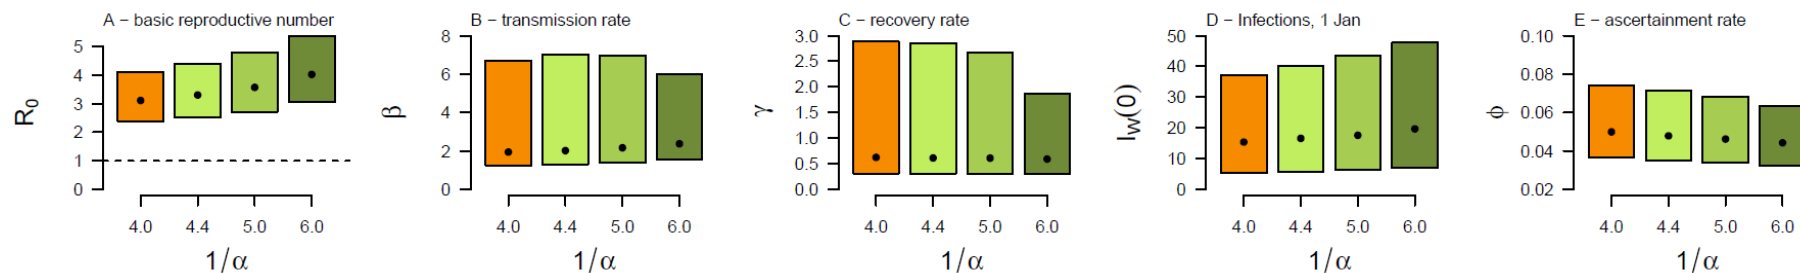 A − basic reproductive number
R0
5
4
3
2
1
0
4.0 4.4 5.0 6.0
1/α
B − transmission rate
β
8
6
4
2
0
4.0 4.4 5.0 6.0
1/α
C − recovery rate
γ
3.0
2.5
2.0
1.5
1.0
0.5
0.0
4.0 4.4 5.0 6.0
1/α
D − Infections, 1 Jan
IW(0)
50
40
30
20
10
0
4.0 4.4 5.0 6.0
1/α
E − ascertainment rate
ϕ
0.10
0.08
0.06
0.04
0.02
4.0 4.4 5.0 6.0
1/α